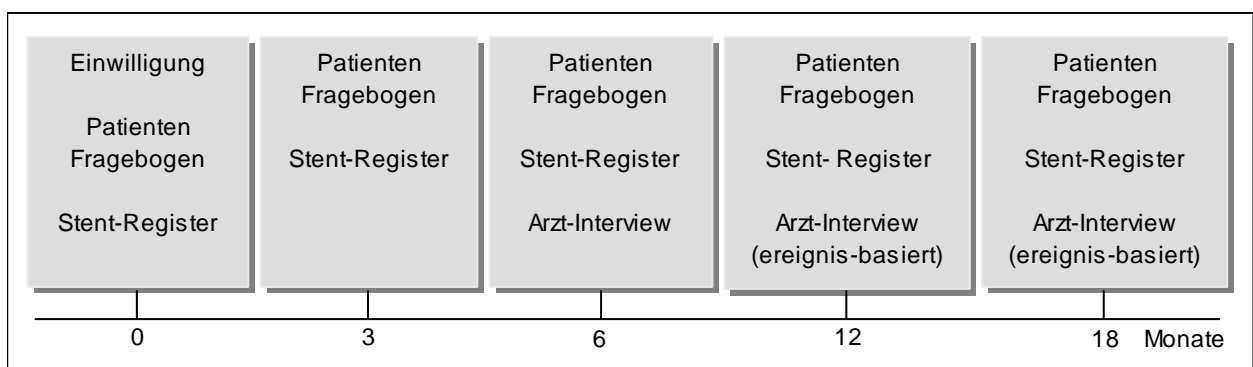 Einwilligung
Patienten
Fragebogen
Stent-Register
Patienten
Fragebogen
Stent-Register
Patienten
Fragebogen
Stent-Register
Arzt-Interview
Patienten
Fragebogen
Stent- Register
Arzt-Interview
(ereignis-basiert)
Patienten
Fragebogen
Stent-Register
Arzt-Interview
(ereignis-basiert)
0 3 6 12 18 Monate